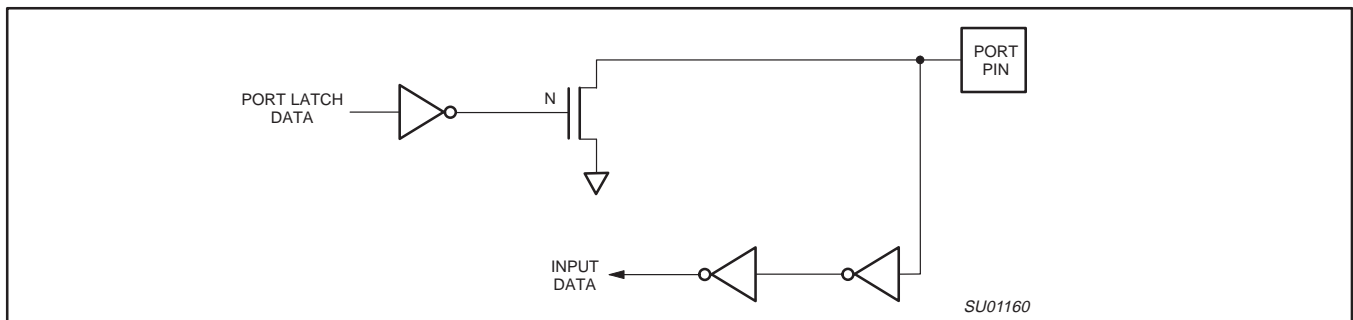 PORT
PIN
PORT LATCH
DATA
N
INPUT
DATA
SU01160